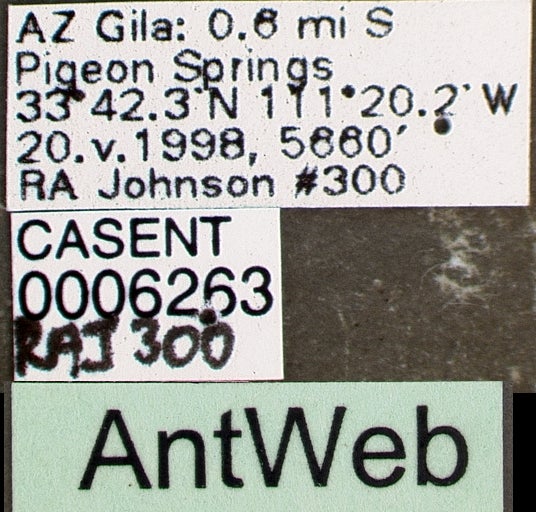 AZ Gila: 0.6 mi S
Pigeon Springs
33°42.3'N 111°20.2'W
20.v.1998, 5660'
RA Johnson #300
CASENT
0006263
RAJ 300
AntWeb